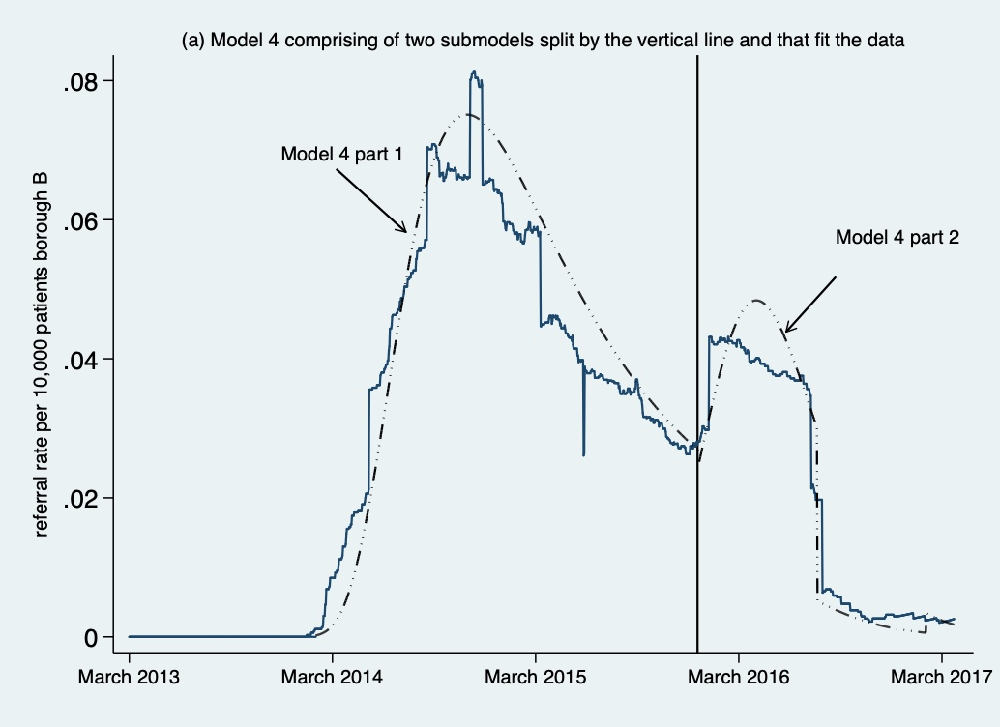 (a) Model 4 comprising of two submodels split by the vertical line and that fit the data
referral rate per 10,000 patients borough B
.08
.06
.04
.02
0
Model 4 part 1
Model 4 part 2
March 2013
March 2014
March 2015
March 2016
March 2017